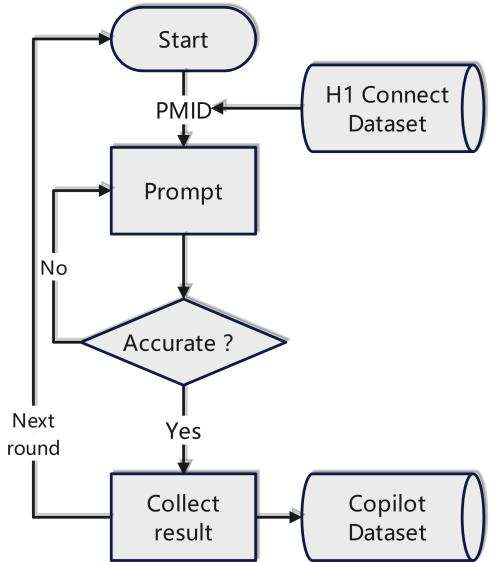 Start
PMID
H1 Connect
Dataset
Prompt
No
Accurate ?
Yes
Next
round
Collect
result
Copilot
Dataset